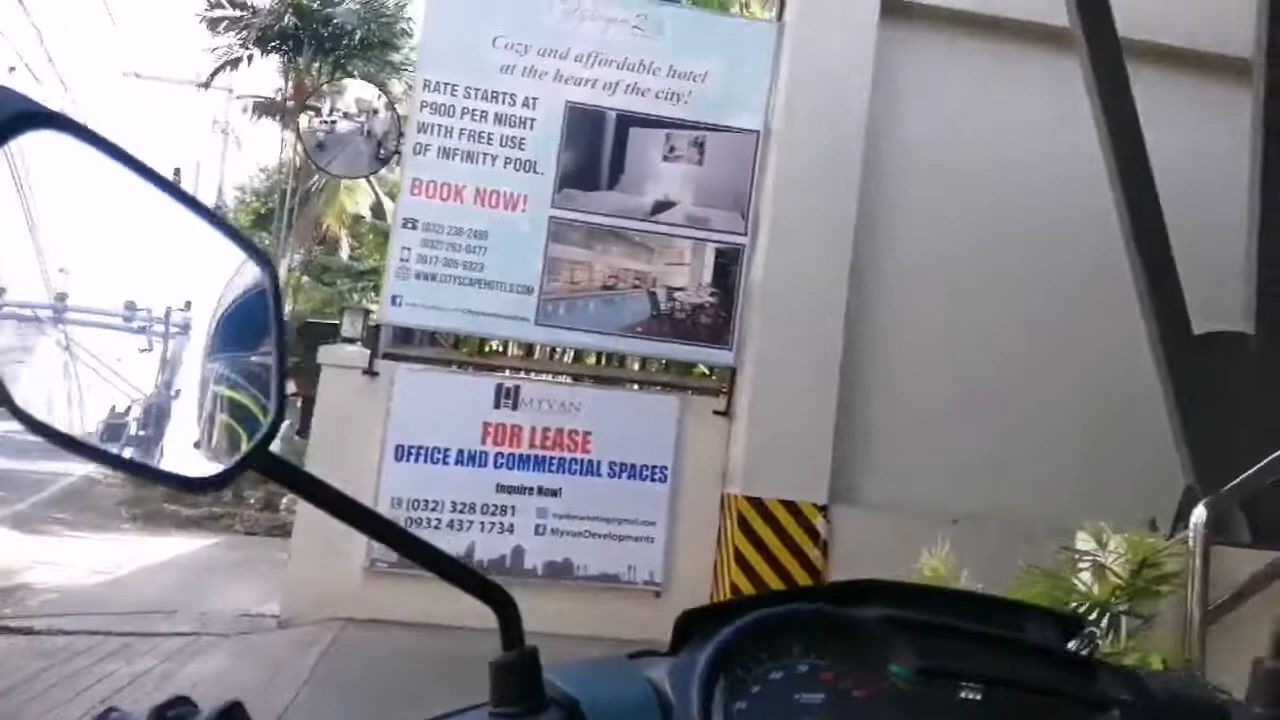 Cozy and affordable hotel
at the heart of the city!
RATE STARTS AT
P900 PER NIGHT
WITH FREE USE
OF INFINITY POOL.
BOOK NOW!
(032) 238-2489
(032) 263-0477
0917-305-9323
WWW.CITYSCAPEHOTELS.COM
MYVAN
FOR LEASE
OFFICE AND COMMERCIAL SPACES
Inquire Now!
(032) 328 0281
0932 437 1734
MyvanDevelopments